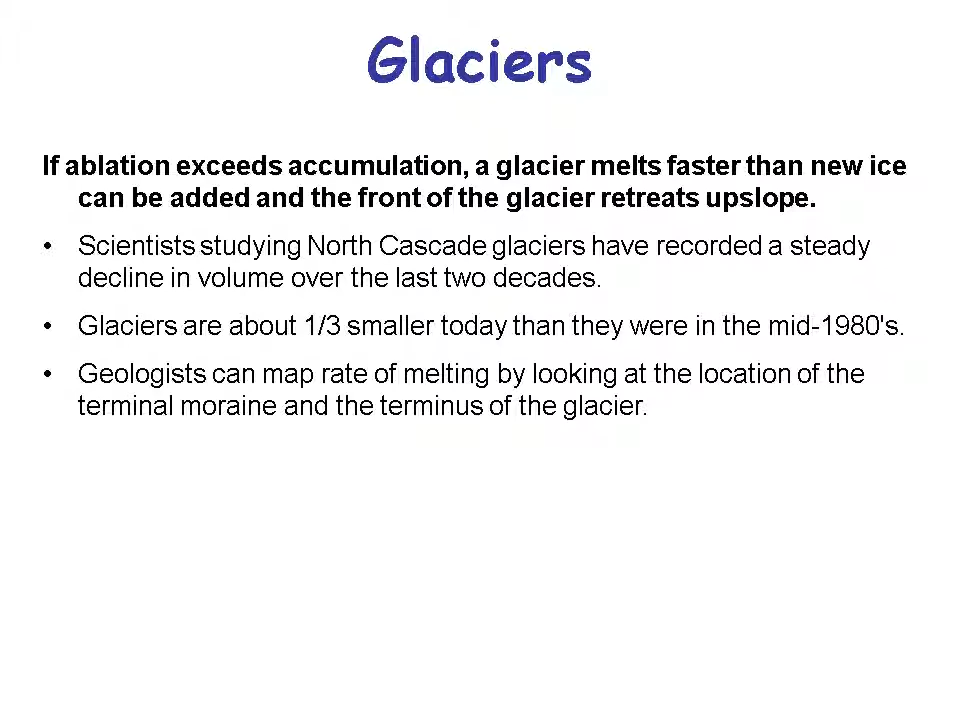 Glaciers
If ablation exceeds accumulation, a glacier melts faster than new ice
can be added and the front of the glacier retreats upslope.
• Scientists studying North Cascade glaciers have recorded a steady
decline in volume over the last two decades.
• Glaciers are about 1/3 smaller today than they were in the mid-1980's.
• Geologists can map rate of melting by looking at the location of the
terminal moraine and the terminus of the glacier.